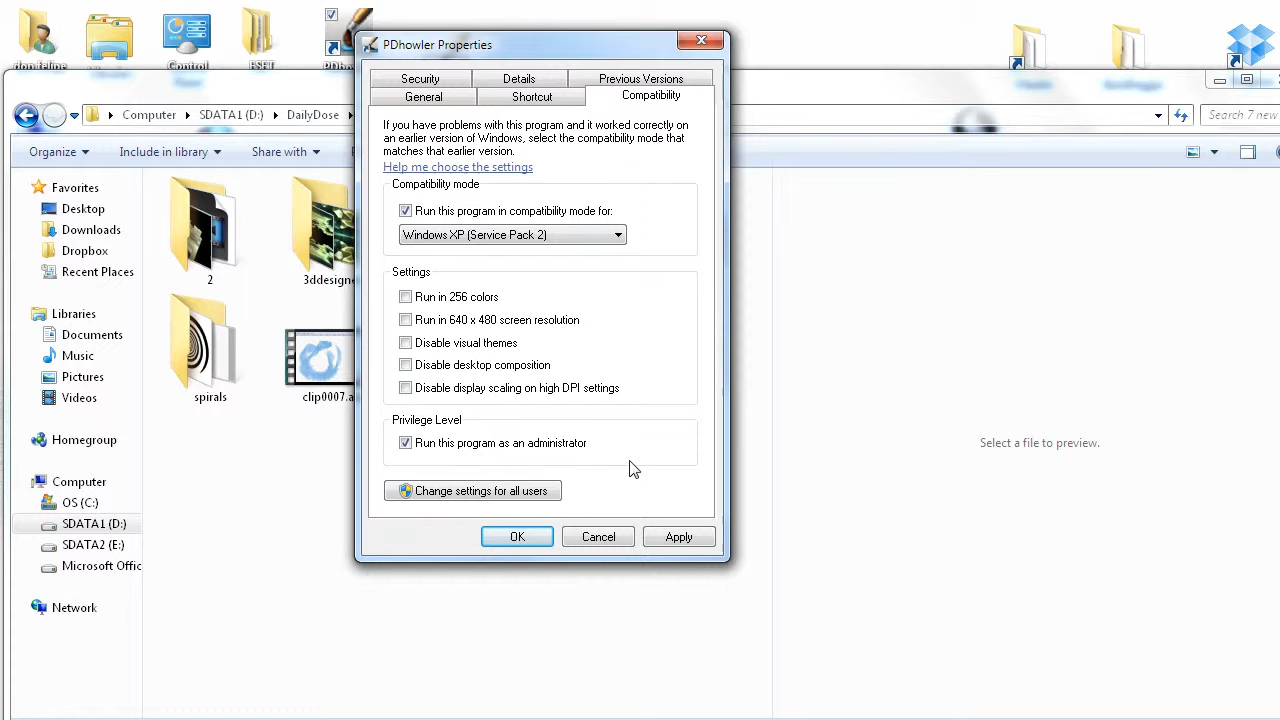 don felipe
Control
ESET
PDhowler Properties
Security
Details
Previous Versions
General
Shortcut
Compatibility
Computer
SDATA1 (D:)
DailyDose
Search 7 new
If you have problems with this program and it worked correctly on
an earlier version of Windows, select the compatibility mode that
matches that earlier version.
Help me choose the settings
Organize
Include in library
Share with
Compatibility mode
Run this program in compatibility mode for:
Windows XP (Service Pack 2)
Settings
Run in 256 colors
Run in 640 x 480 screen resolution
Disable visual themes
Disable desktop composition
Disable display scaling on high DPI settings
Privilege Level
Run this program as an administrator
Change settings for all users
OK
Cancel
Apply
Favorites
Desktop
Downloads
Dropbox
Recent Places
Libraries
Documents
Music
Pictures
Videos
Homegroup
Computer
OS (C:)
SDATA1 (D:)
SDATA2 (E:)
Microsoft Offic
Network
2
3ddesigne
spirals
clip0007.a
Select a file to preview.